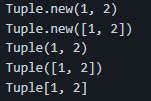 Tuple.new(1, 2)
Tuple.new([1, 2])
Tuple(1, 2)
Tuple([1, 2])
Tuple[1, 2]